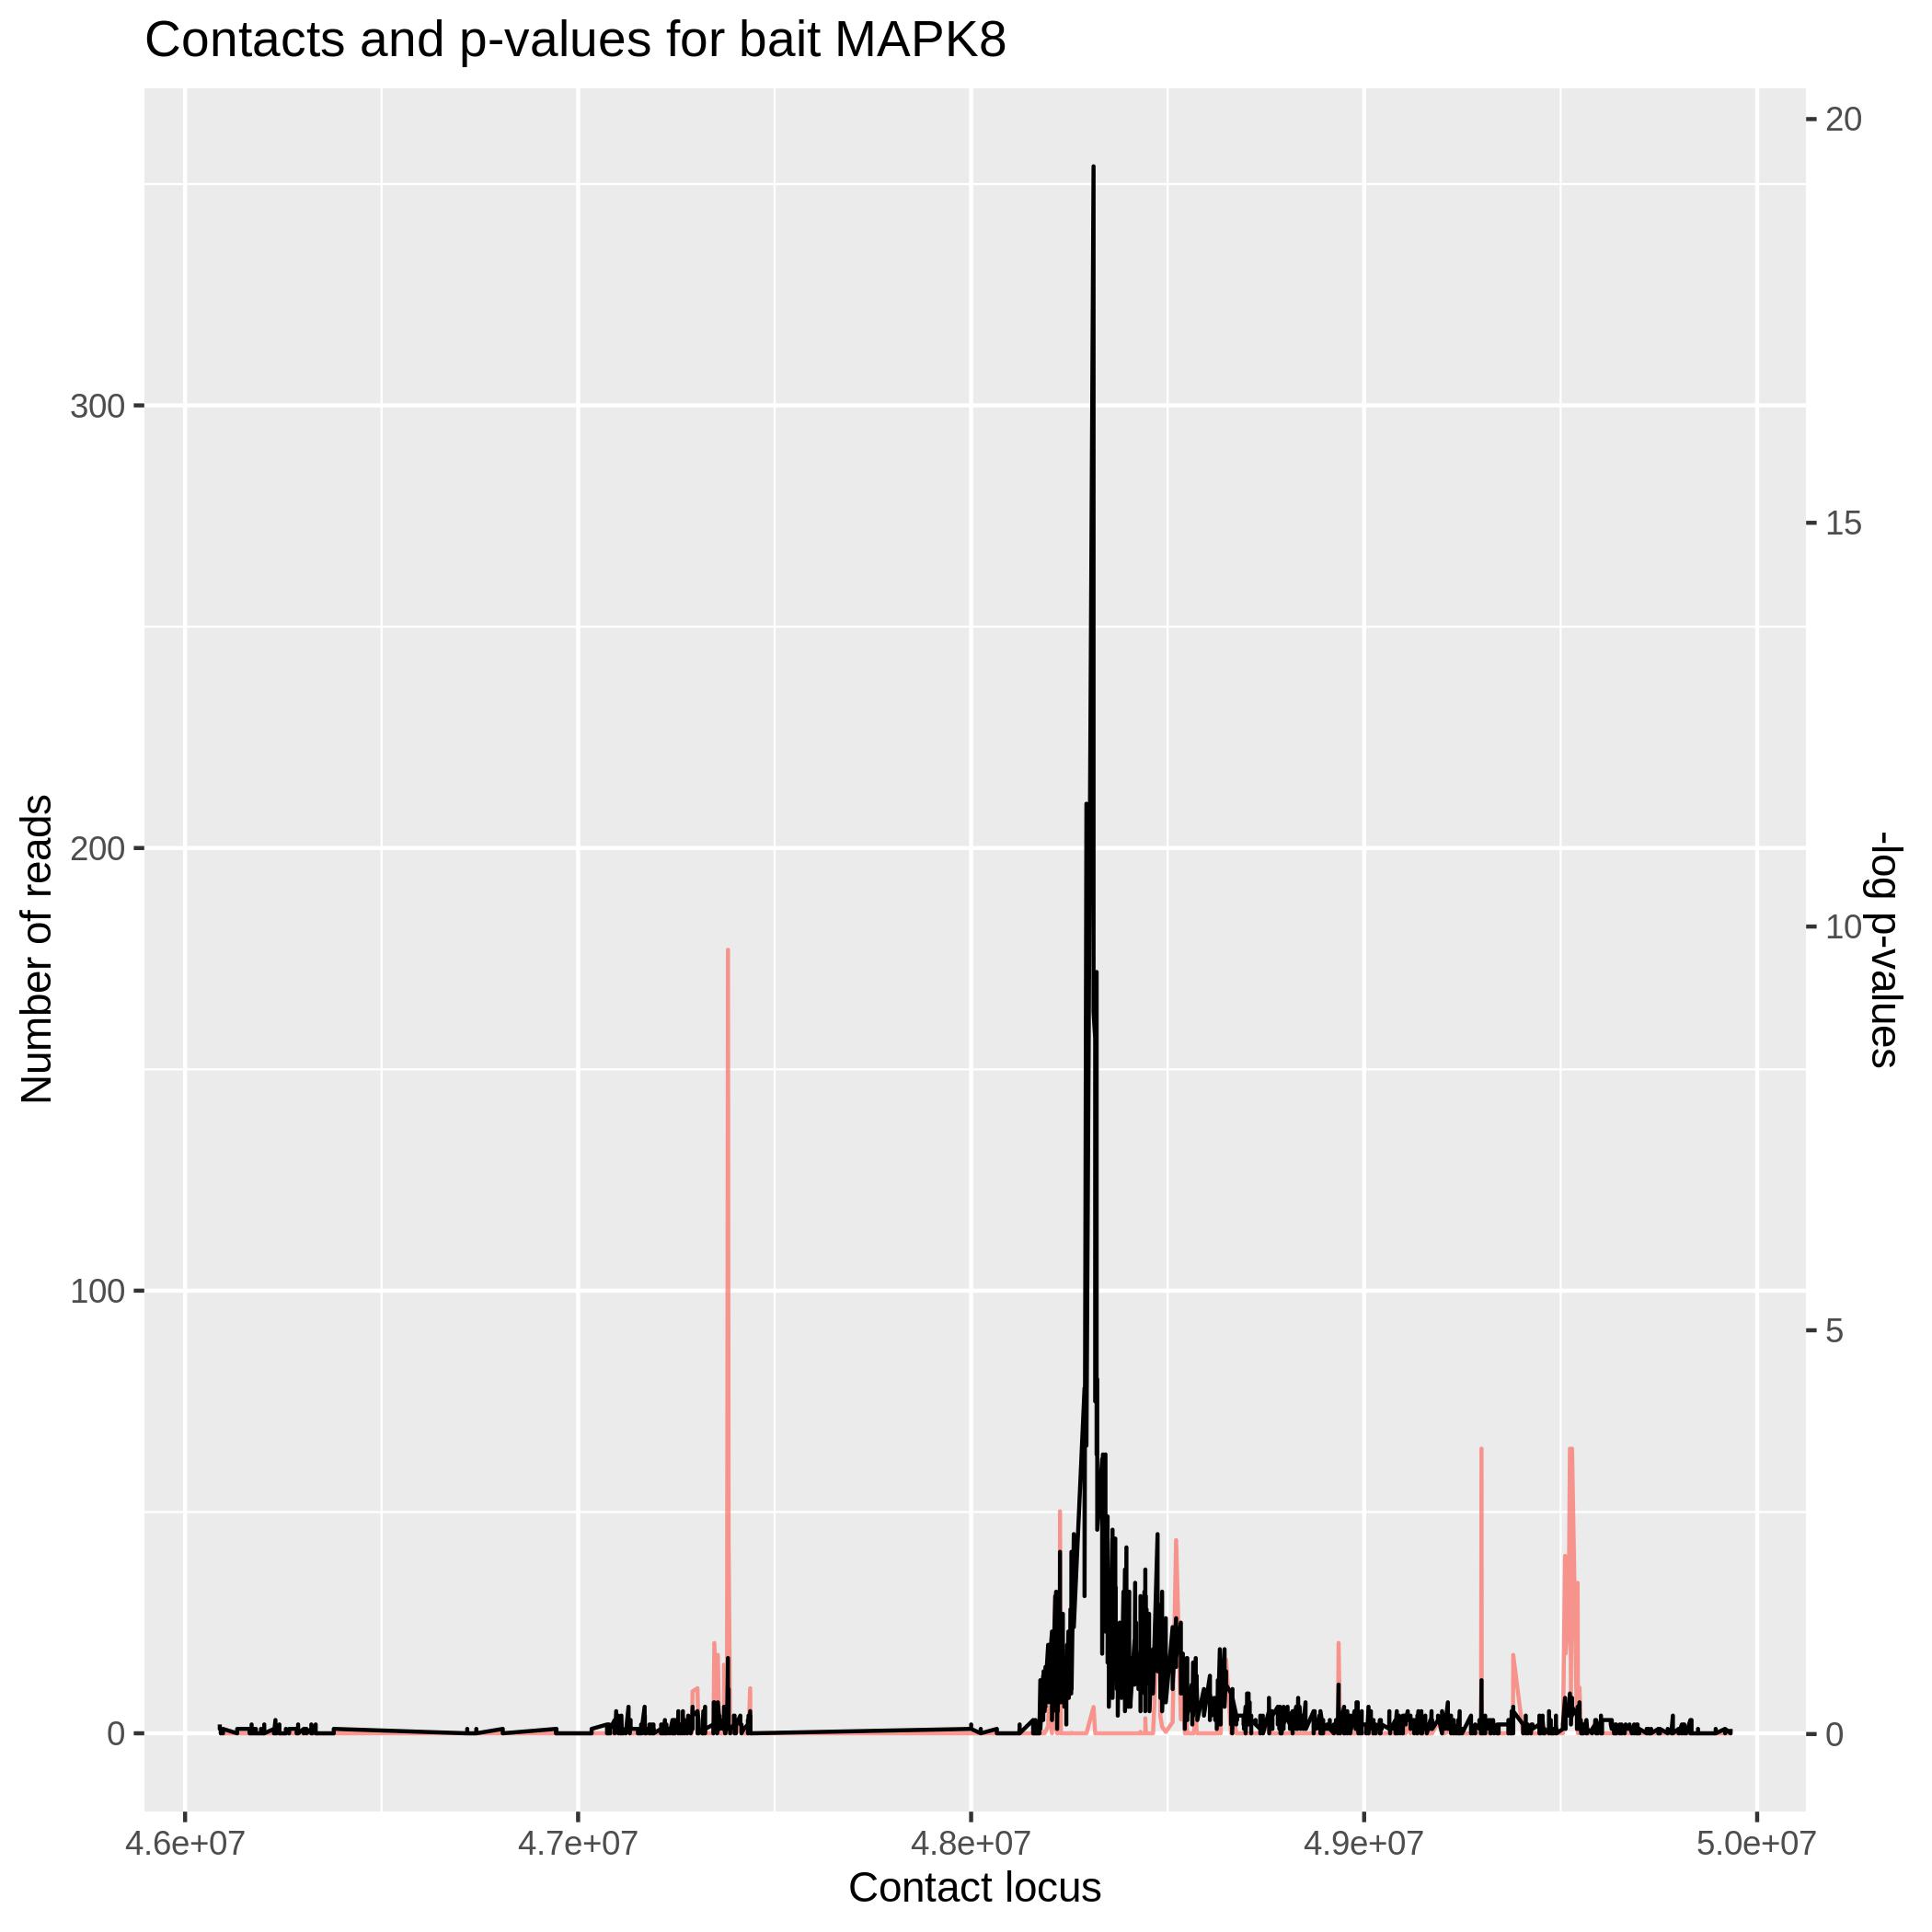 Contacts and p-values for bait MAPK8
Number of reads
300
200
100
0
20
15
10
5
0
-log p-values
4.6e+07
4.7e+07
4.8e+07
4.9e+07
5.0e+07
Contact locus